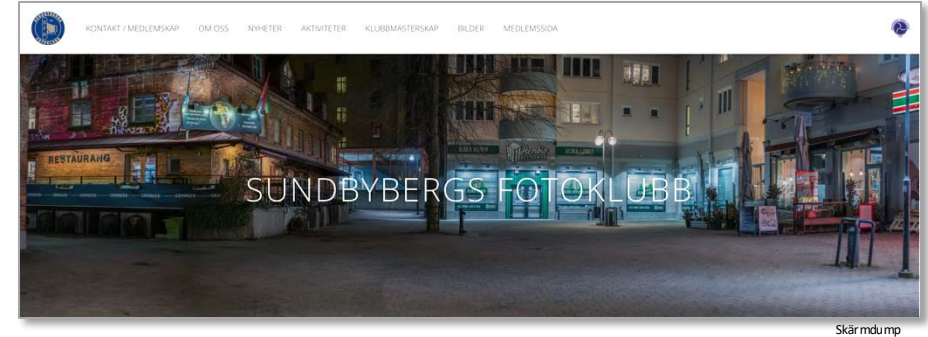 KONTAKT / MEDLEMSKAP OM OSS NYHETER AKTIVITETER KLUBBMÄSTERSKAP BILDER MEDLEMSSIDA
RESTAURANG
SUNDBYBERGS FOTOKLUBB
Skärmdump